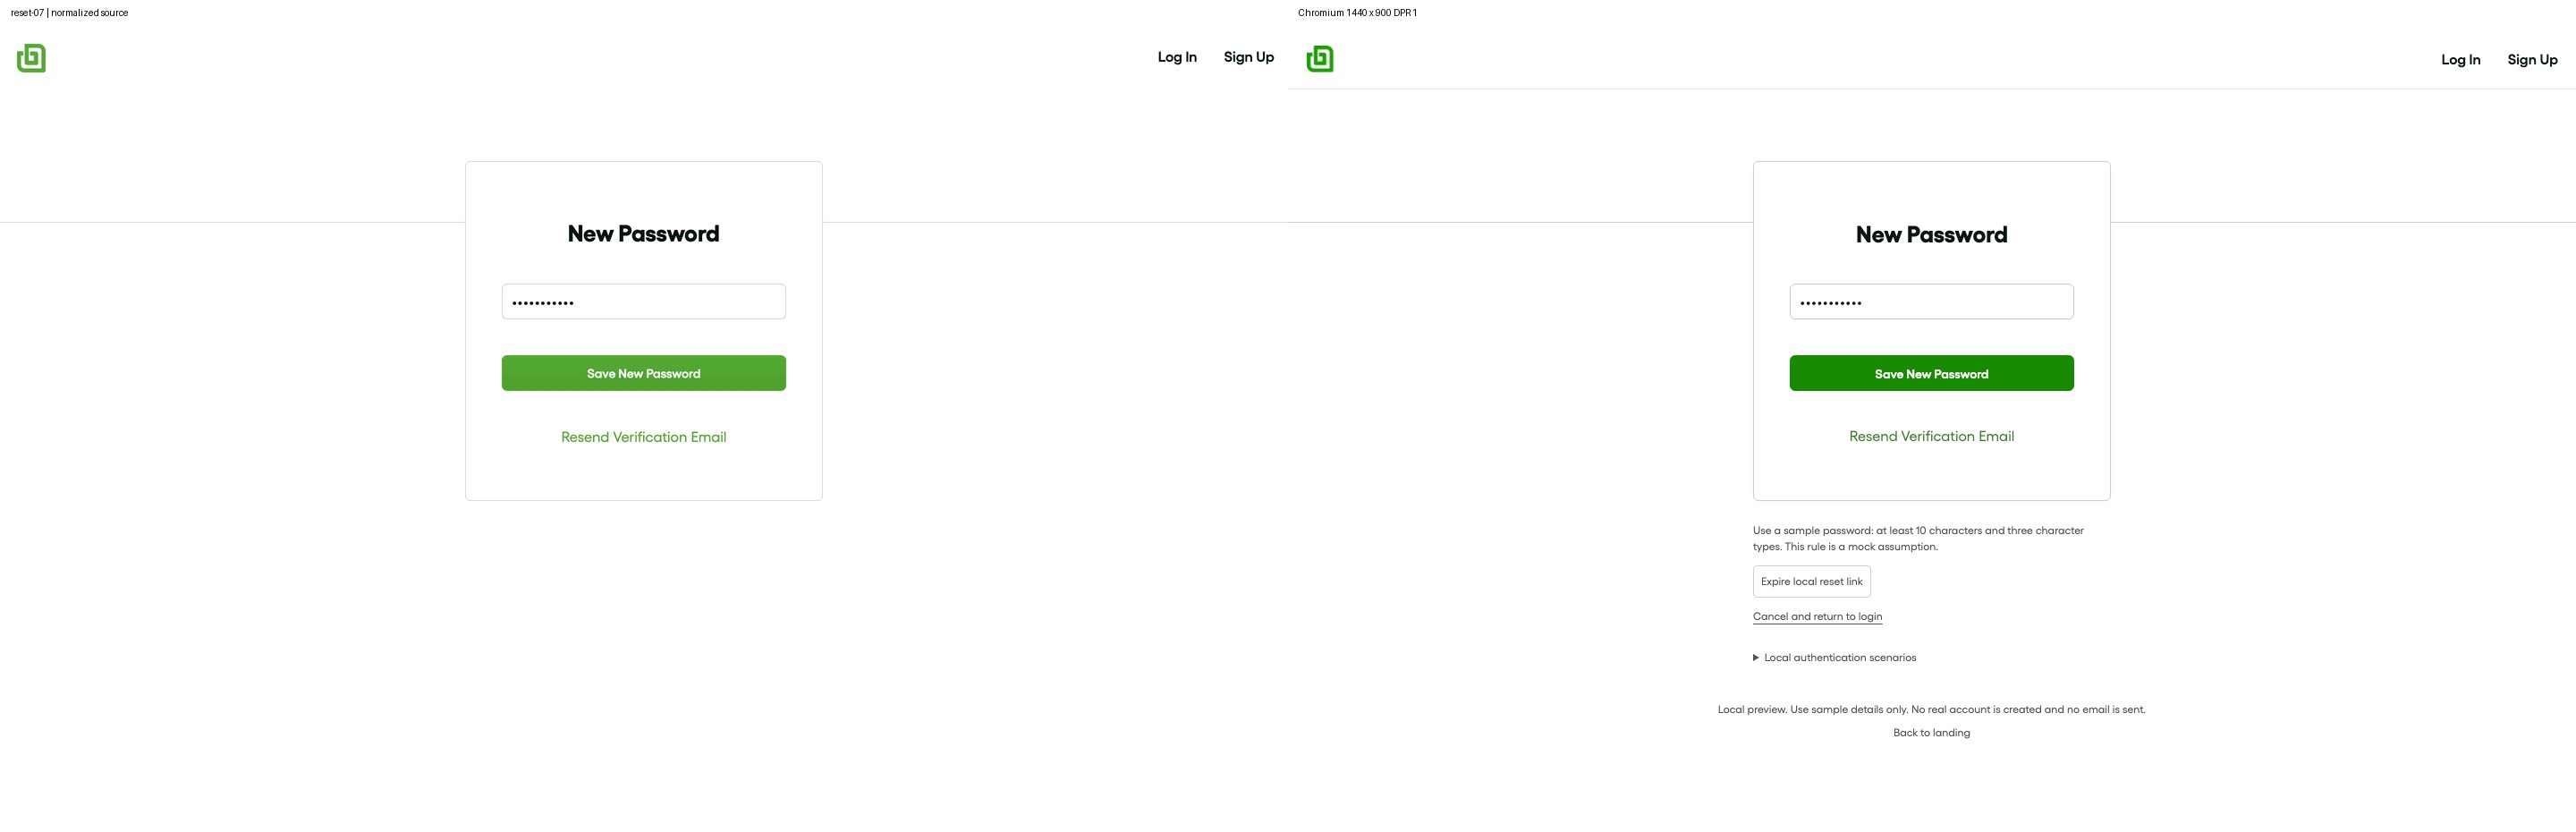 reset-07 | normalized source
Log In Sign Up
New Password
•••••••••••
Save New Password
Resend Verification Email
Chromium 1440 x 900 DPR 1
Log In Sign Up
New Password
•••••••••••
Save New Password
Resend Verification Email
Use a sample password: at least 10 characters and three character
types. This rule is a mock assumption.
Expire local reset link
Cancel and return to login
Local authentication scenarios
Local preview. Use sample details only. No real account is created and no email is sent.
Back to landing